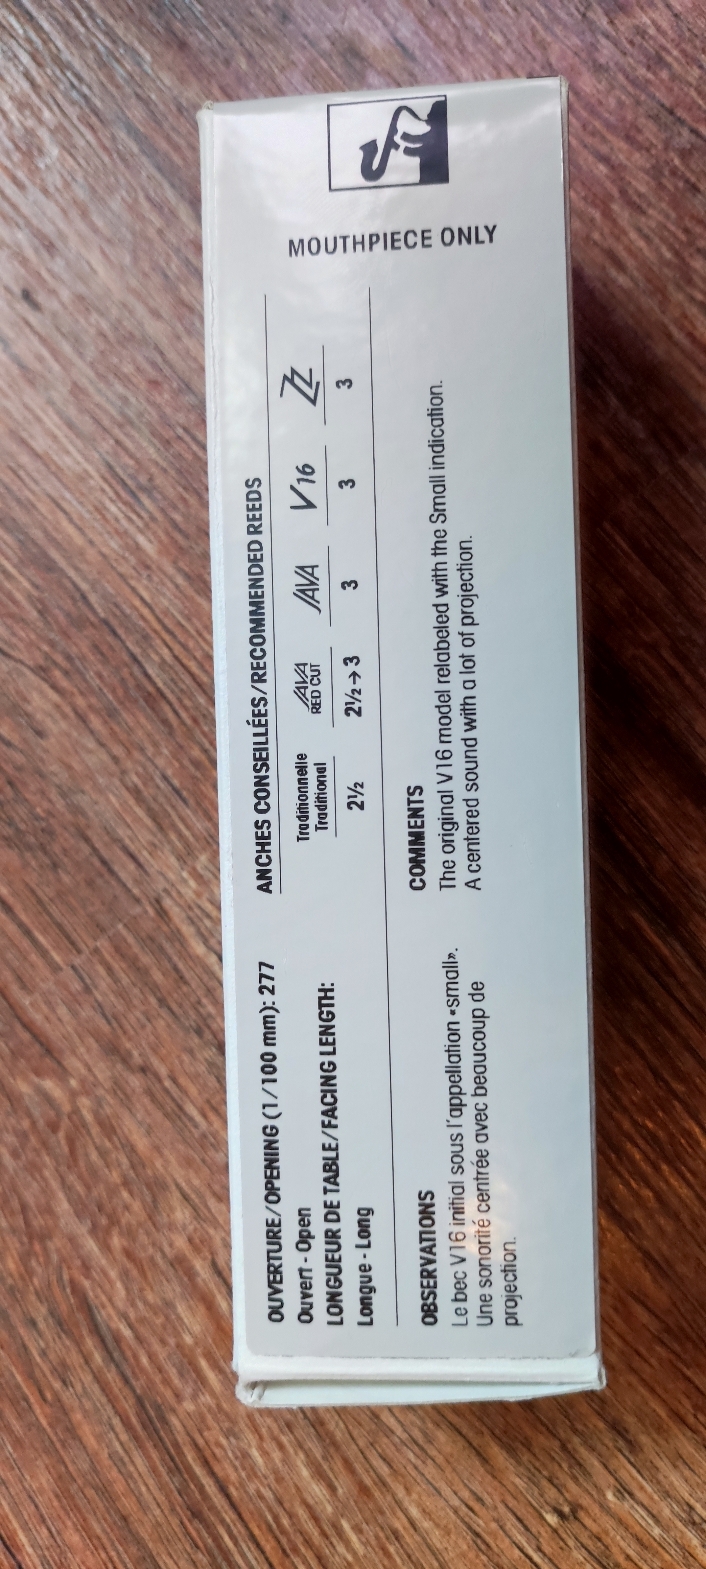 OUVERTURE/OPENING (1/100 mm): 277
Ouvert - Open
LONGUEUR DE TABLE/FACING LENGTH:
Longue - Long
ANCHES CONSEILLÉES/RECOMMENDED REEDS
Traditionnelle
Traditional
JAVA
RED CUT
JAVA
V16
ZZ
2½
2½→3
3
3
3
MOUTHPIECE ONLY
OBSERVATIONS
Le bec V16 initial sous l'appellation «small».
Une sonorité centrée avec beaucoup de
projection.
COMMENTS
The original V16 model relabeled with the Small indication.
A centered sound with a lot of projection.